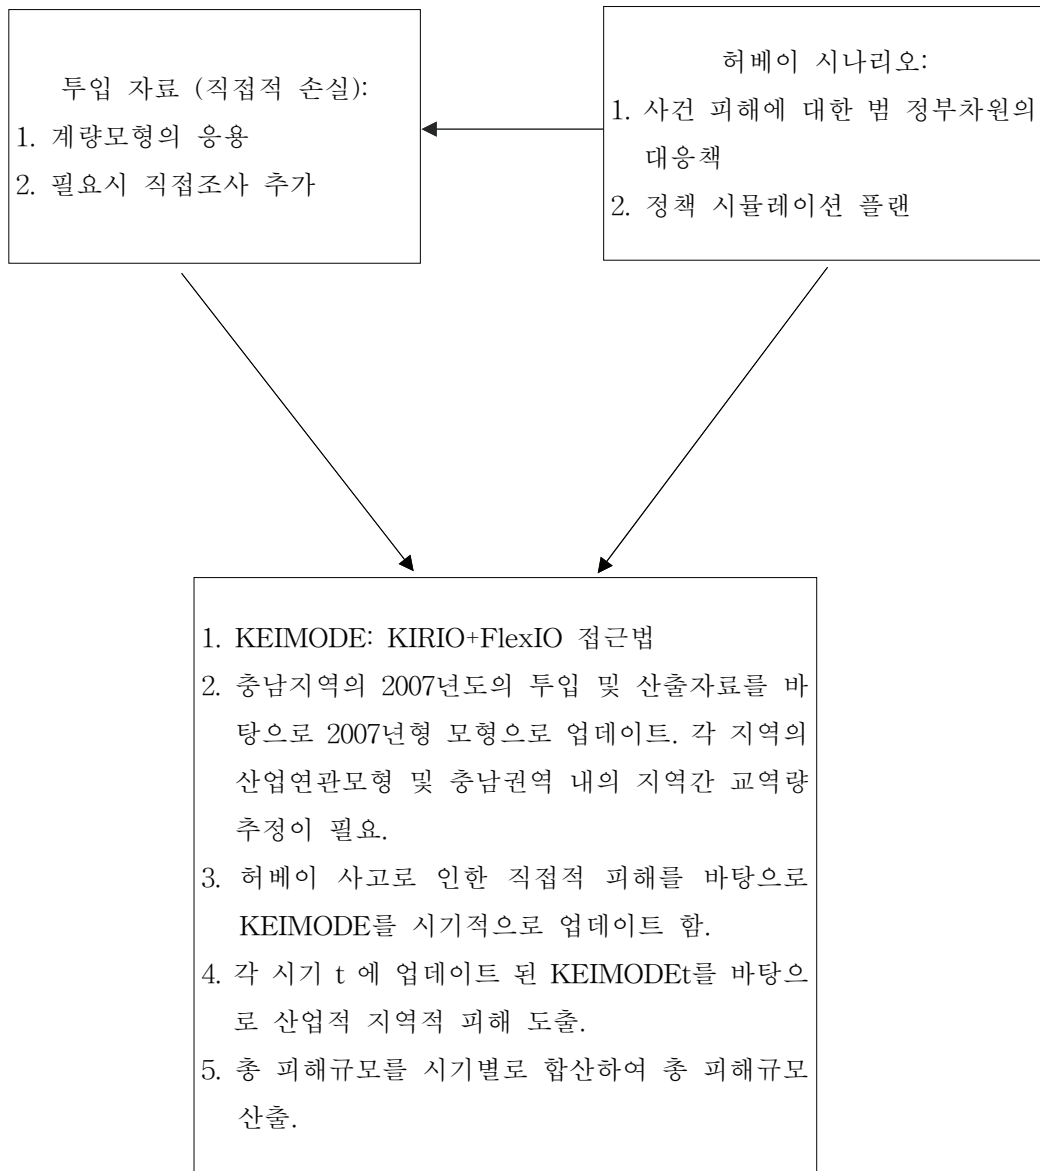 투입 자료 (직접적 손실):
1. 계량모형의 응용
2. 필요시 직접조사 추가
허베이 시나리오:
1. 사건 피해에 대한 범 정부차원의
대응책
2. 정책 시뮬레이션 플랜
1. KEIMODE: KIRIO+FlexIO 접근법
2. 충남지역의 2007년도의 투입 및 산출자료를 바
탕으로 2007년형 모형으로 업데이트. 각 지역의
산업연관모형 및 충남권역 내의 지역간 교역량
추정이 필요.
3. 허베이 사고로 인한 직접적 피해를 바탕으로
KEIMODE를 시기적으로 업데이트 함.
4. 각 시기 t 에 업데이트 된 KEIMODEt를 바탕으
로 산업적 지역적 피해 도출.
5. 총 피해규모를 시기별로 합산하여 총 피해규모
산출.